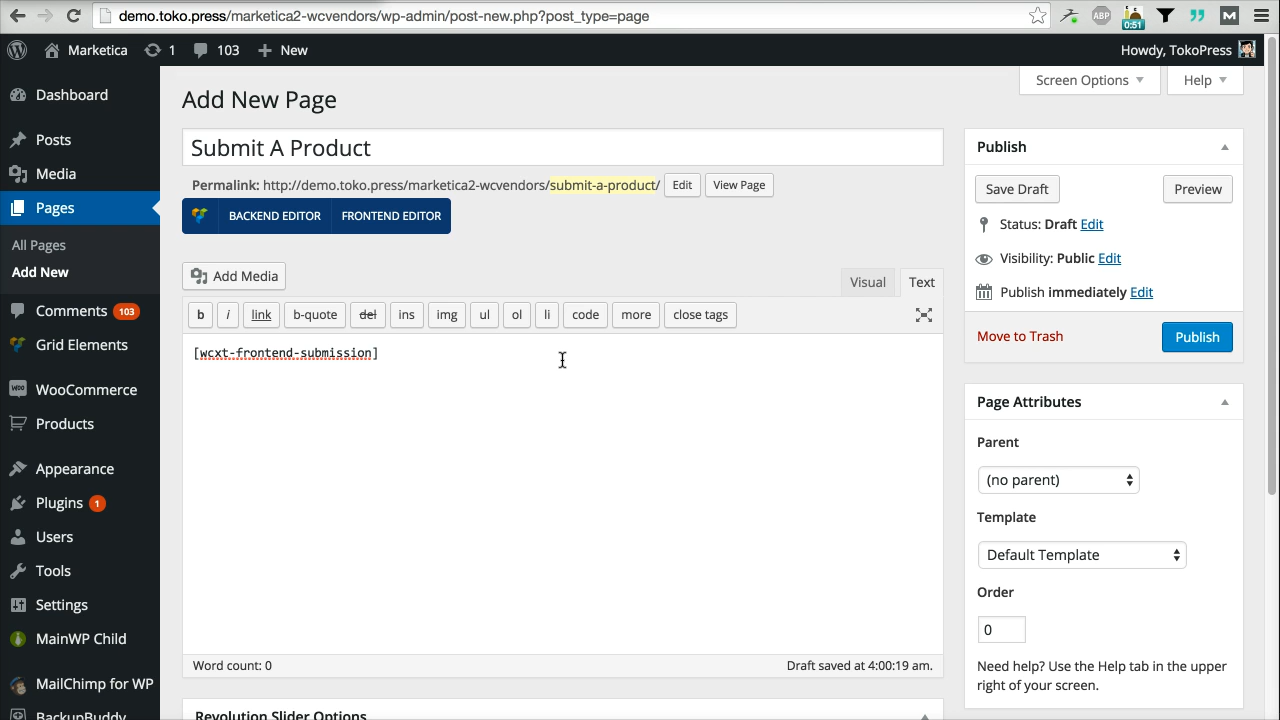 demo.toko.press/marketica2-wcvendors/wp-admin/post-new.php?post_type=page
ABP
0:51
M
Marketica
1
103
New
Howdy, TokoPress
Dashboard
Posts
Media
Pages
All Pages
Add New
Comments 103
Grid Elements
WooCommerce
Products
Appearance
Plugins 1
Users
Tools
Settings
MainWP Child
MailChimp for WP
BackupBuddy
Screen Options
Help
Add New Page
Submit A Product
Permalink: http://demo.toko.press/marketica2-wcvendors/submit-a-product/
Edit
View Page
BACKEND EDITOR
FRONTEND EDITOR
Add Media
Visual
Text
b
i
link
b-quote
del
ins
img
ul
ol
li
code
more
close tags
[wcxt-frontend-submission]
Word count: 0
Draft saved at 4:00:19 am.
Revolution Slider Options
Publish
Save Draft
Preview
Status: Draft Edit
Visibility: Public Edit
Publish immediately Edit
Move to Trash
Publish
Page Attributes
Parent
(no parent)
Template
Default Template
Order
0
Need help? Use the Help tab in the upper
right of your screen.